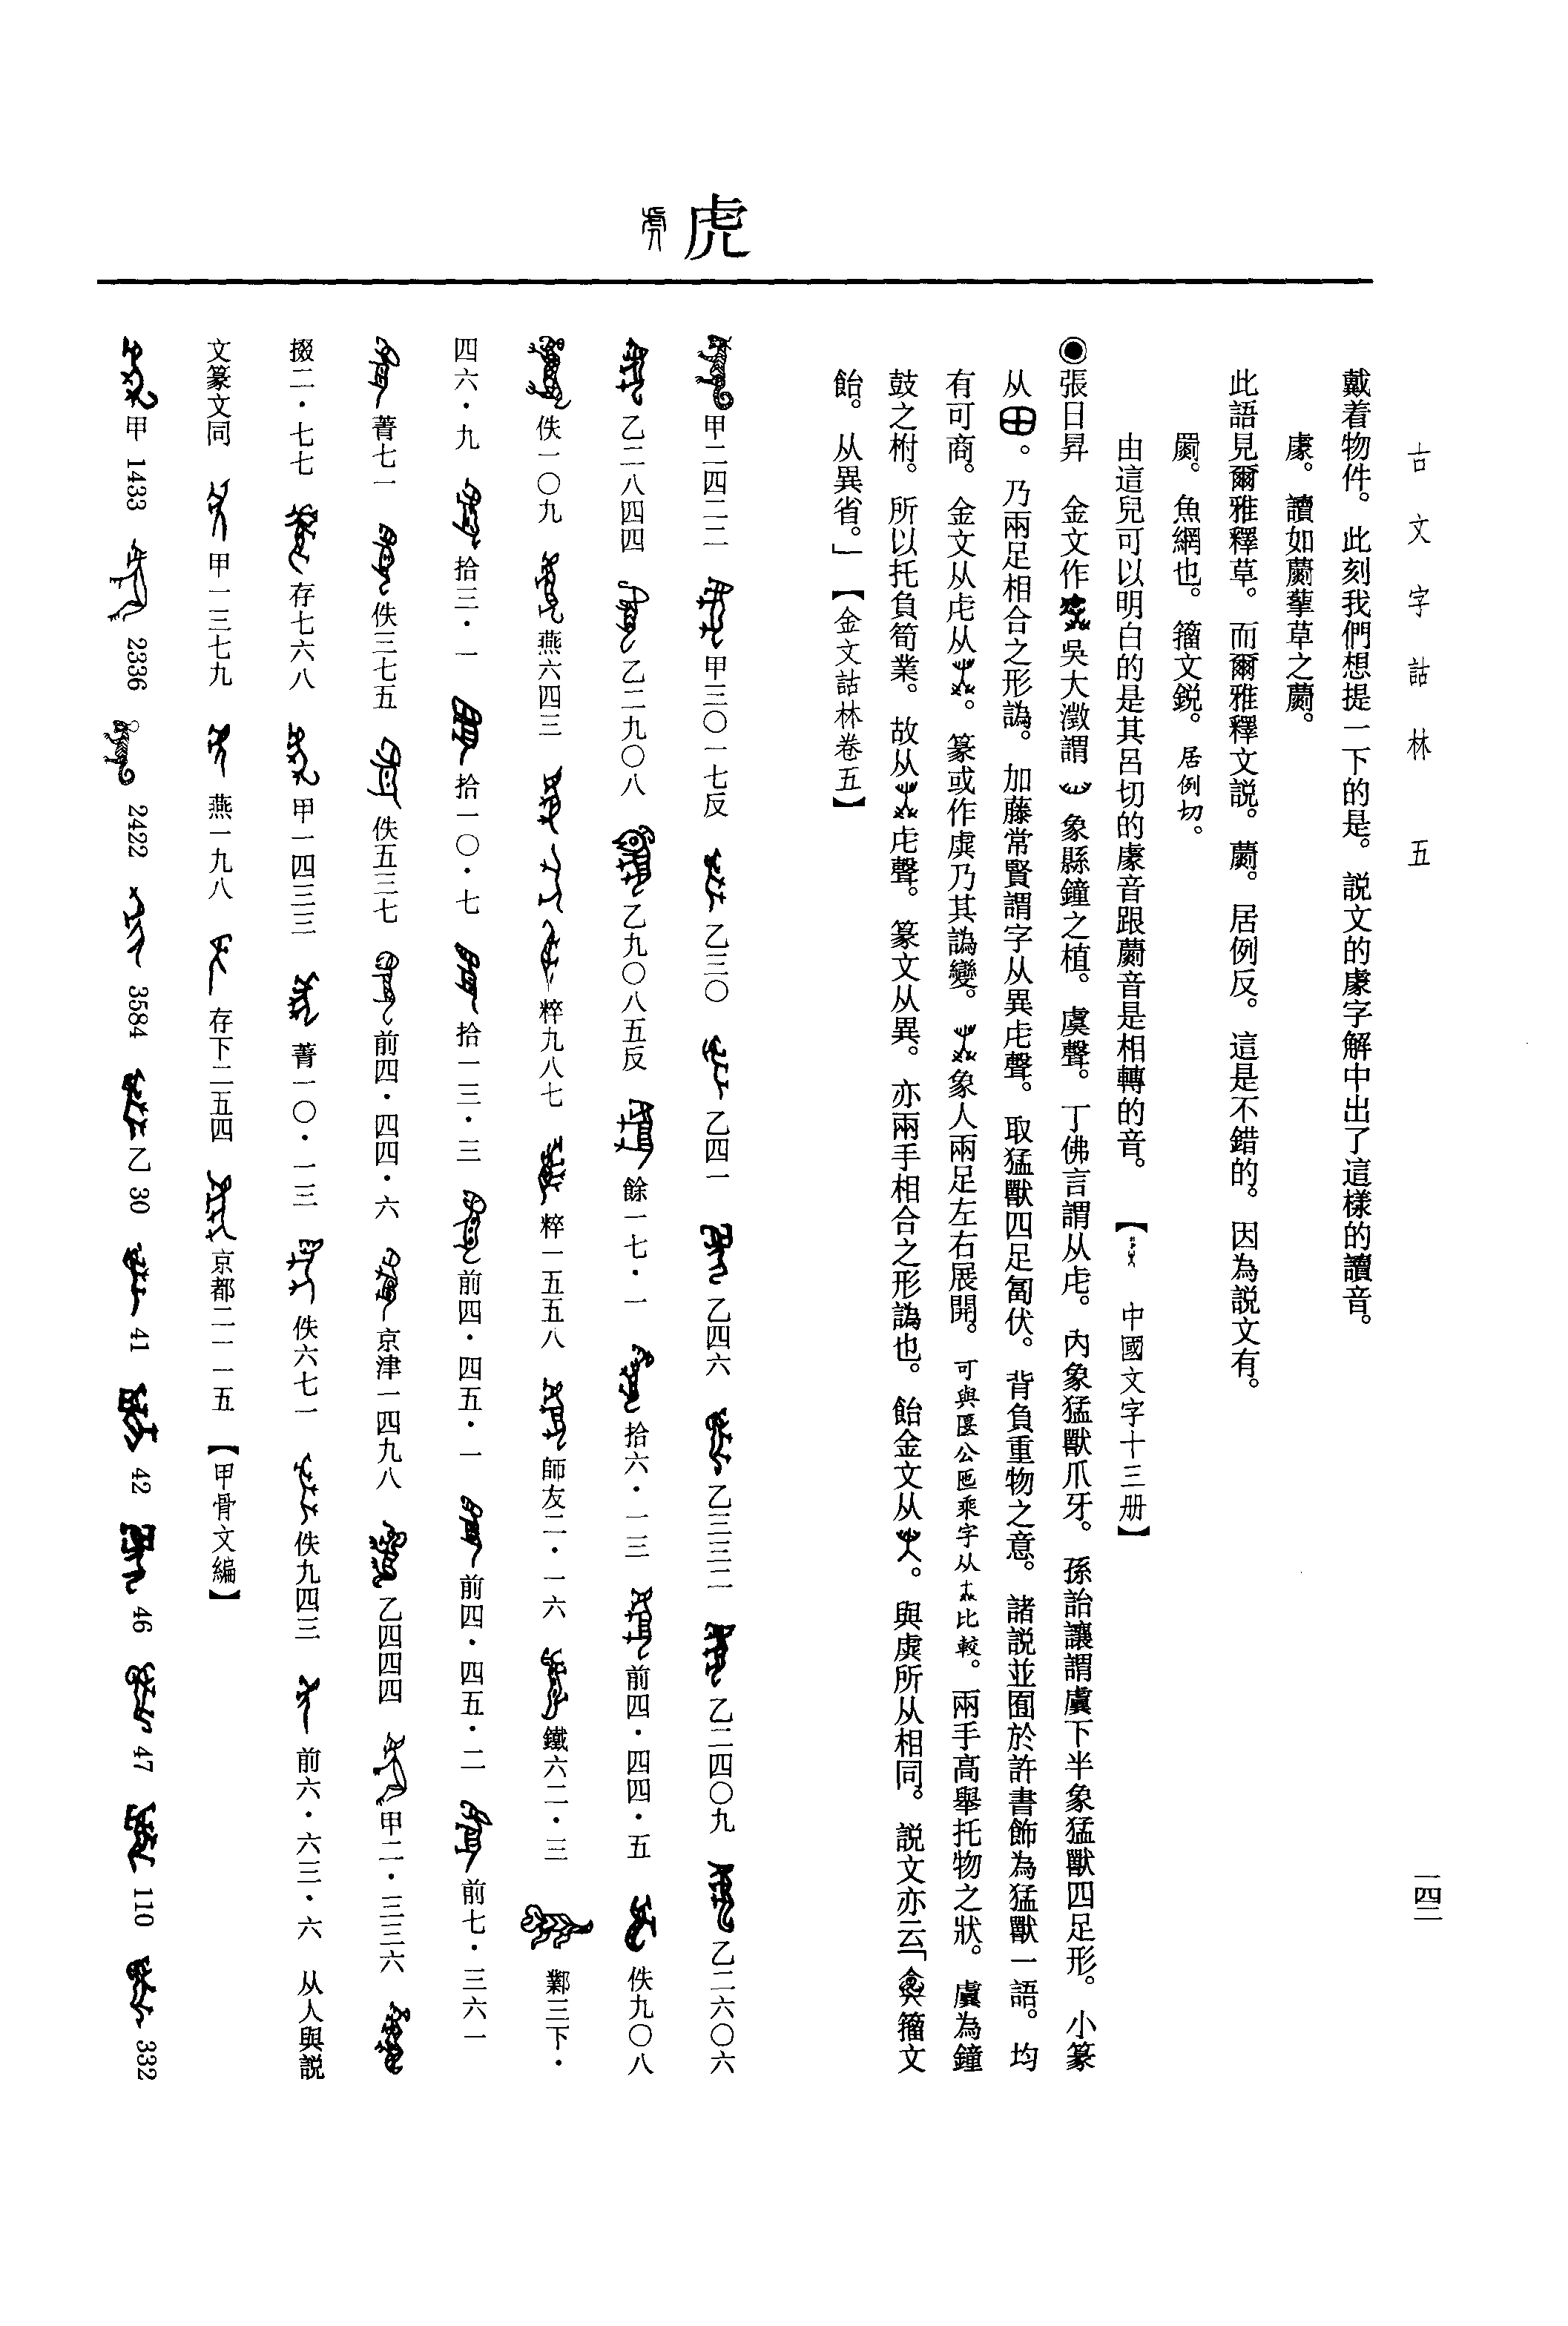 古文字詁林 五
一四二
虎
戴着物件。此刻我們想提一下的是。説文的豦字解中出了這樣的讀音。
豦。讀如蘮蒘草之蘮。
此語見爾雅釋草。而爾雅釋文説。蘮。居例反。這是不錯的。因為説文有。
罽。魚網也。籀文鋭。居例切。
由這兒可以明白的是其呂切的豦音跟蘮音是相轉的音。【 中國文字十三册】
◉張日昇 金文作 吳大澂謂 象縣鐘之植。虞聲。丁佛言謂从虍。內象猛獸爪牙。孫詒讓謂虡下半象猛獸四足形。小篆
从 。乃兩足相合之形譌。加藤常賢謂字从異虍聲。取猛獸四足匍伏。背負重物之意。諸説並囿於許書飾為猛獸一語。均
有可商。金文从虍从 。篆或作虡乃其譌變。 象人兩足左右展開。可與匽公匜乘字从 比較。兩手高舉托物之狀。虡為鐘
鼓之柎。所以托負筍業。故从 虍聲。篆文从異。亦兩手相合之形譌也。飴金文从 。與虡所从相同。説文亦云「 籀文
飴。从異省。」【金文詁林卷五】
甲二四二二 甲三〇一七反 乙三〇 乙四一 乙四六 乙三三二 乙二四〇九 乙二六〇六
乙二八四四 乙二九〇八 乙九〇八五反 餘一七・一 拾六・一三 前四・四四・五 佚九〇八
佚一〇九 燕六四三 粹九八七 粹一五五八 師友二・一六 鐵六二・三 鄴三下・
四六・九 拾三・一 拾一〇・七 拾一三・三 前四・四五・一 前四・四五・二 前七・三六一
菁七一 佚三七五 佚五三七 前四・四四・六 京津一四九八 乙四四四 甲二・三三六
掇二・七七 存七六八 甲一四三三 菁一〇・一三 佚六七一 佚九四三 前六・六三・六 从人與説
文篆文同 甲一三七九 燕一九八 存下二五四 京都二一一五 【甲骨文編】
甲 1433 2336 2422 3584 乙 30 41 42 46 47 110 332